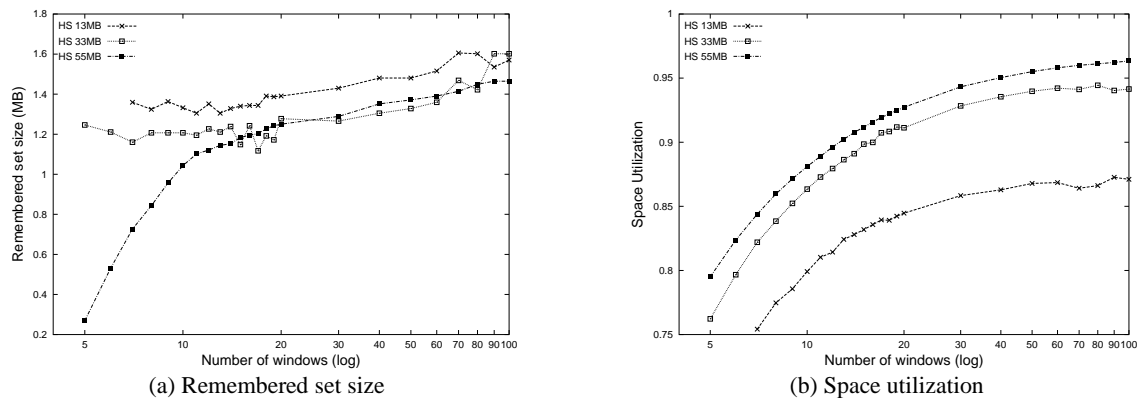 HS 13MB
HS 33MB
HS 55MB
1.8
1.6
1.4
1.2
1
0.8
0.6
0.4
0.2
Remembered set size (MB)
5 10 20 30 40 50 60 70 80 90 100
Number of windows (log)
(a) Remembered set size
HS 13MB
HS 33MB
HS 55MB
1
0.95
0.9
0.85
0.8
0.75
Space Utilization
5 10 20 30 40 50 60 70 80 90 100
Number of windows (log)
(b) Space utilization